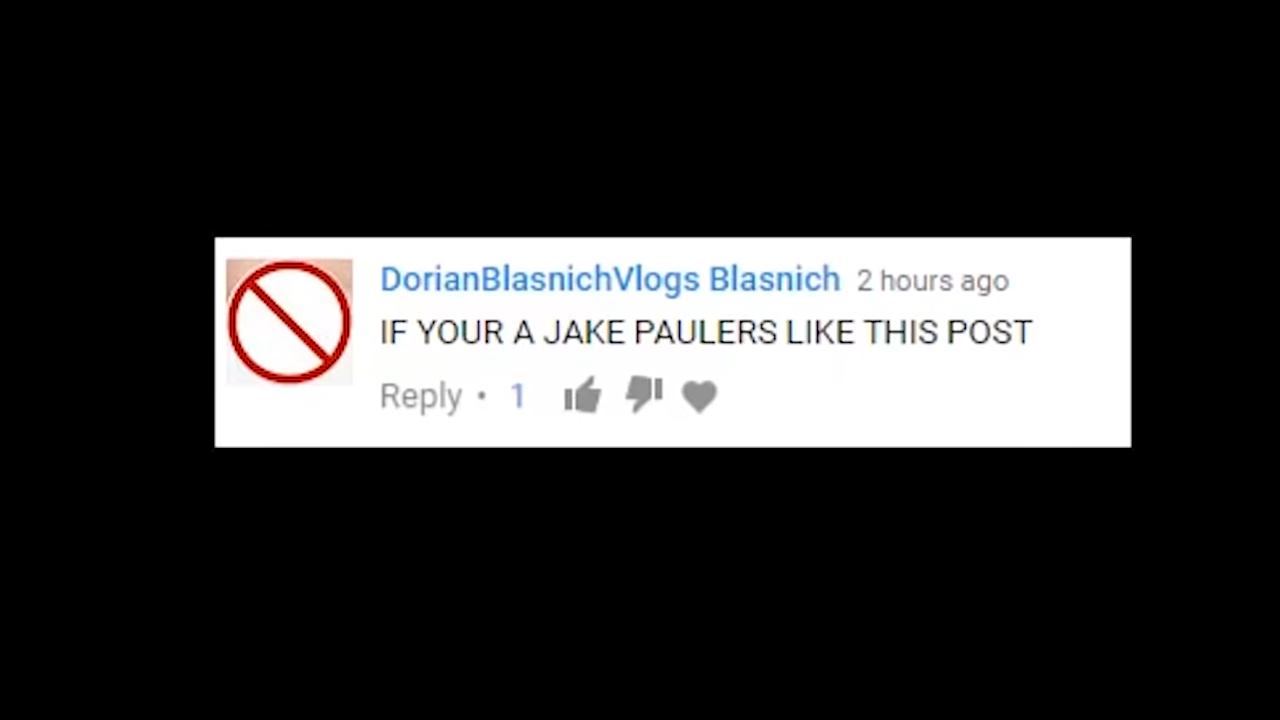 DorianBlasnichVlogs Blasnich 2 hours ago
IF YOUR A JAKE PAULERS LIKE THIS POST
Reply • 1